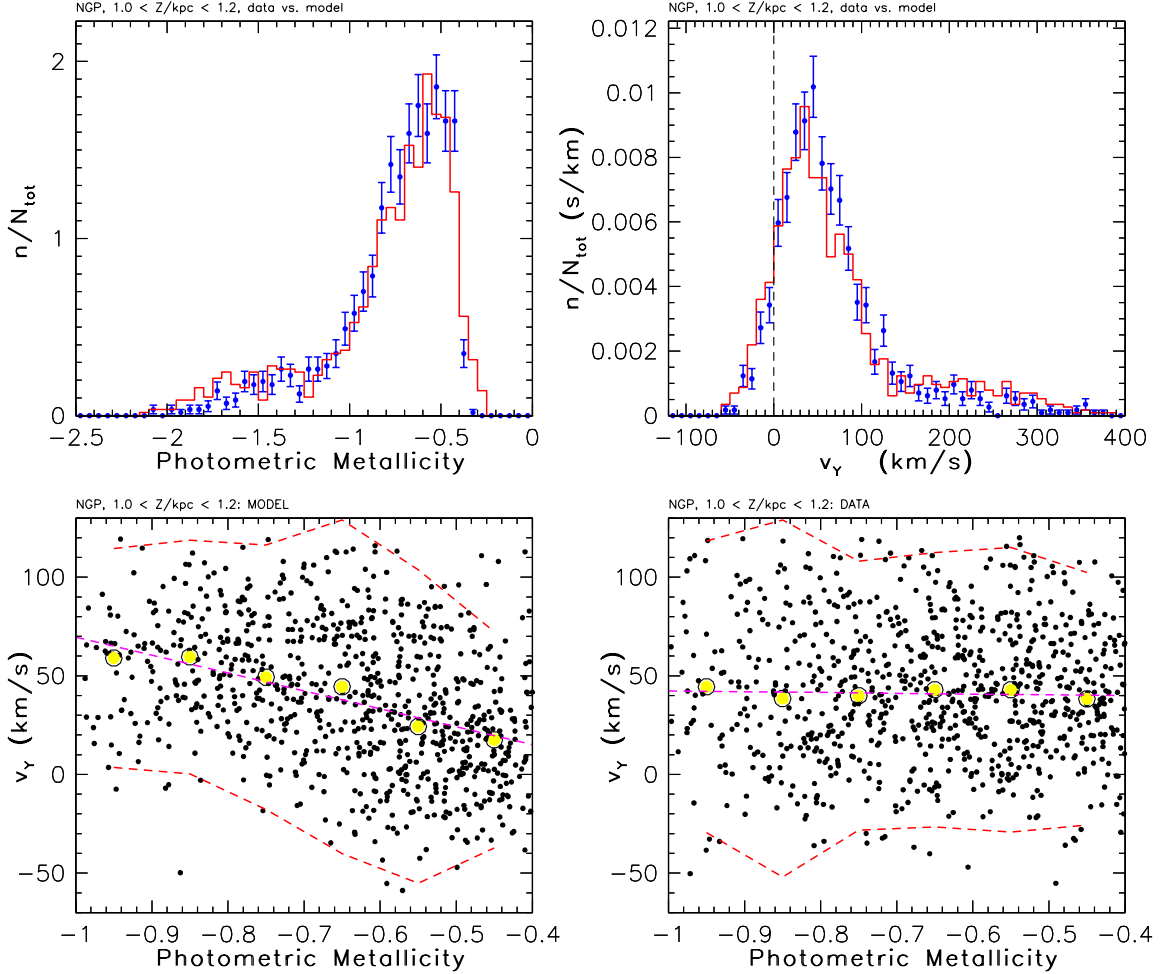 NGP, 1.0 < Z/kpc < 1.2, data vs. model
n/N_tot
2
1
0
−2.5 −2 −1.5 −1 −0.5 0
Photometric Metallicity
NGP, 1.0 < Z/kpc < 1.2, data vs. model
n/N_tot (s/km)
0.012
0.01
0.008
0.006
0.004
0.002
0
−100 0 100 200 300 400
v_Y (km/s)
NGP, 1.0 < Z/kpc < 1.2: MODEL
v_Y (km/s)
100
50
0
−50
−1 −0.9 −0.8 −0.7 −0.6 −0.5 −0.4
Photometric Metallicity
NGP, 1.0 < Z/kpc < 1.2: DATA
v_Y (km/s)
100
50
0
−50
−1 −0.9 −0.8 −0.7 −0.6 −0.5 −0.4
Photometric Metallicity